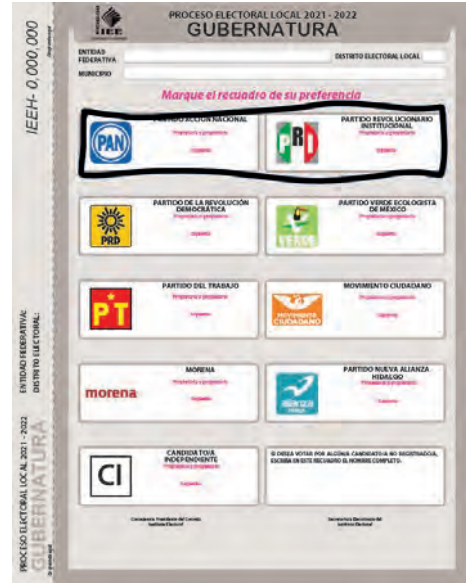 IEEH
PROCESO ELECTORAL LOCAL 2021 - 2022
GUBERNATURA
ENTIDAD
FEDERATIVA
DISTRITO ELECTORAL LOCAL
MUNICIPIO
Marque el recuadro de su preferencia
PARTIDO ACCIÓN NACIONAL
PAN
PARTIDO REVOLUCIONARIO
INSTITUCIONAL
PRD
PARTIDO DE LA REVOLUCIÓN
DEMOCRÁTICA
PRD
PARTIDO VERDE ECOLOGISTA
DE MÉXICO
VERDE
PARTIDO DEL TRABAJO
PT
MOVIMIENTO CIUDADANO
MOVIMIENTO
CIUDADANO
MORENA
morena
PARTIDO NUEVA ALIANZA
HIDALGO
CANDIDATO/A
INDEPENDIENTE
CI
SI DESEA VOTAR POR ALGÚN/A CANDIDATO/A NO REGISTRADO/A,
ESCRIBA EN ESTE RECUADRO EL NOMBRE COMPLETO.
IEEH- 0,000,000
ENTIDAD FEDERATIVA:
DISTRITO ELECTORAL:
PROCESO ELECTORAL LOCAL 2021 - 2022
GUBERNATURA